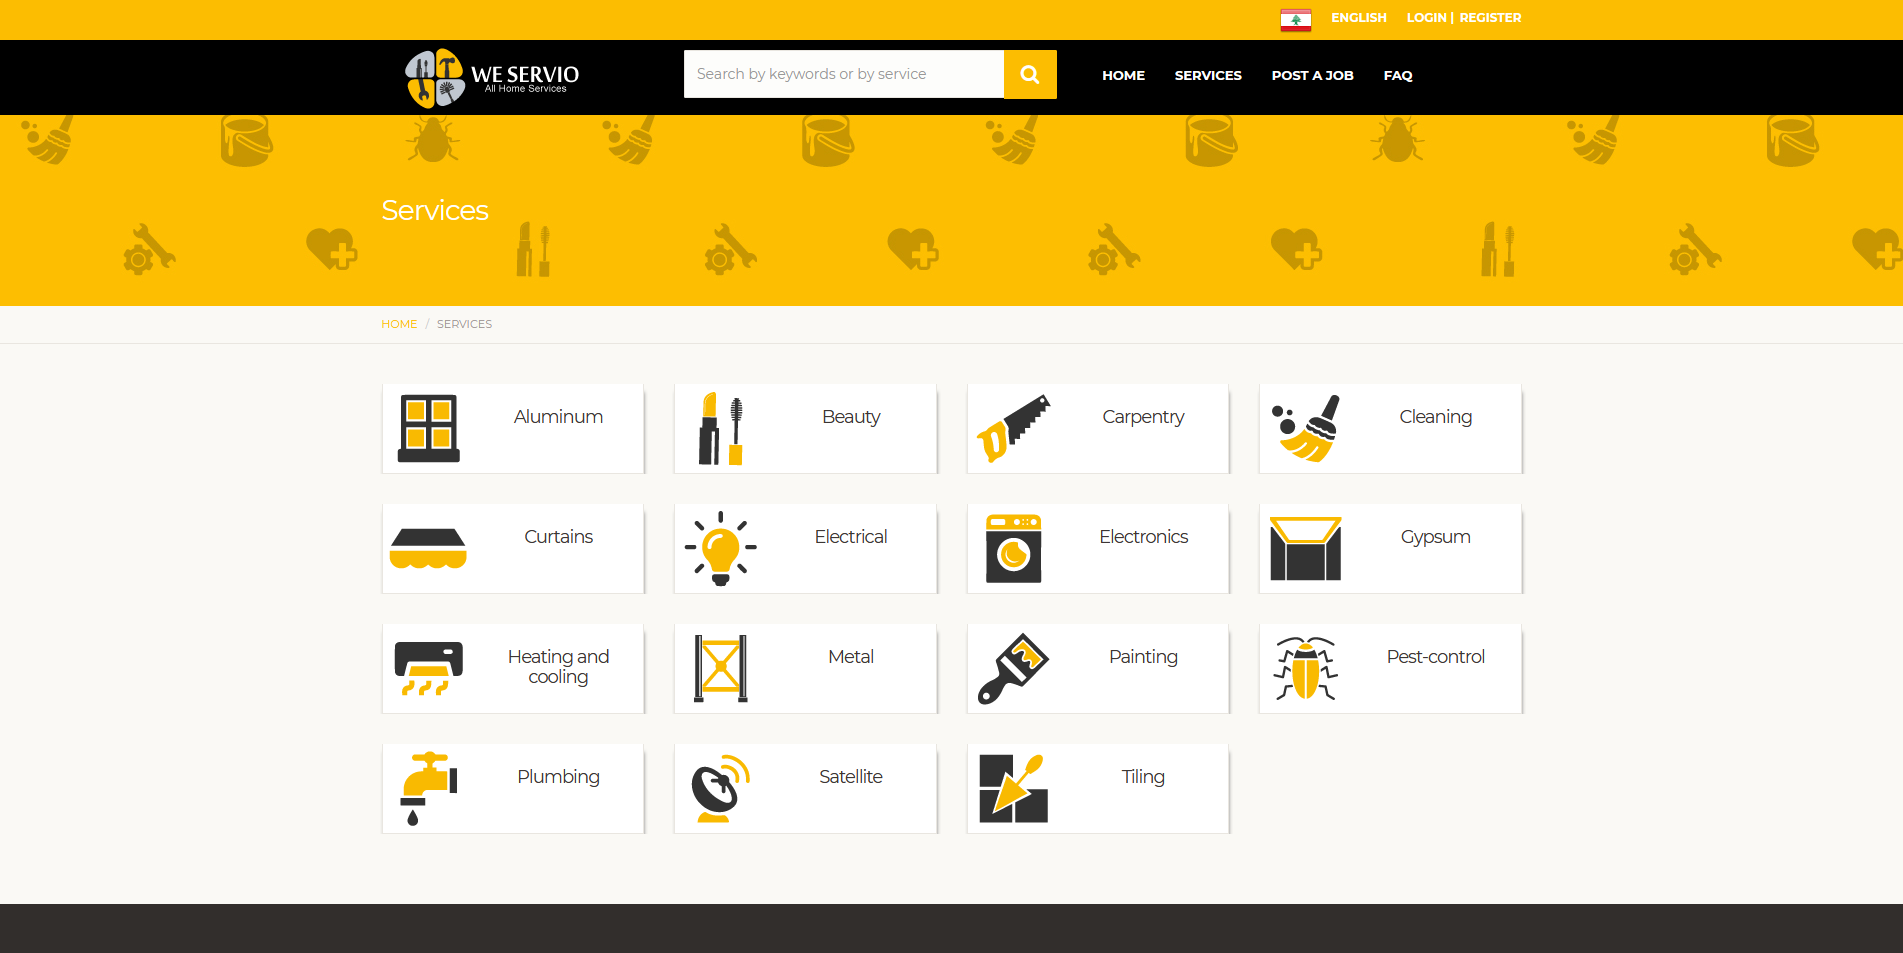 ENGLISH LOGIN | REGISTER
WE SERVIO
All Home Services
Search by keywords or by service
HOME SERVICES POST A JOB FAQ
Services
HOME / SERVICES
Aluminum
Beauty
Carpentry
Cleaning
Curtains
Electrical
Electronics
Gypsum
Heating and
cooling
Metal
Painting
Pest-control
Plumbing
Satellite
Tiling